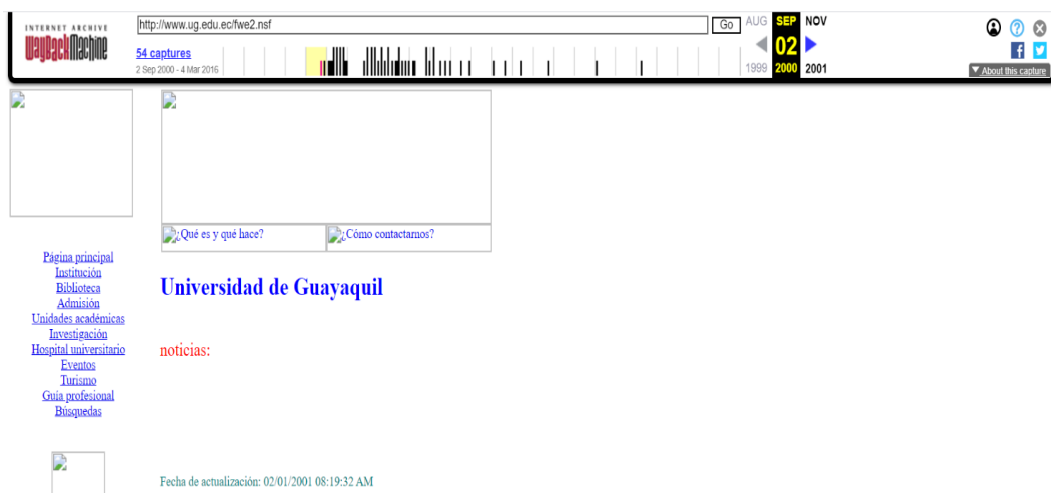 INTERNET ARCHIVE
WayBackMachine
http://www.ug.edu.ec/fwe2.nsf
Go
AUG SEP NOV
54 captures
02
2 Sep 2000 - 4 Mar 2016
1999 2000 2001
▼ About this capture
¿Qué es y qué hace?
¿Cómo contactarnos?
Página principal
Institución
Biblioteca
Admisión
Unidades académicas
Investigación
Hospital universitario
Eventos
Turismo
Guía profesional
Búsquedas
Universidad de Guayaquil
noticias:
Fecha de actualización: 02/01/2001 08:19:32 AM